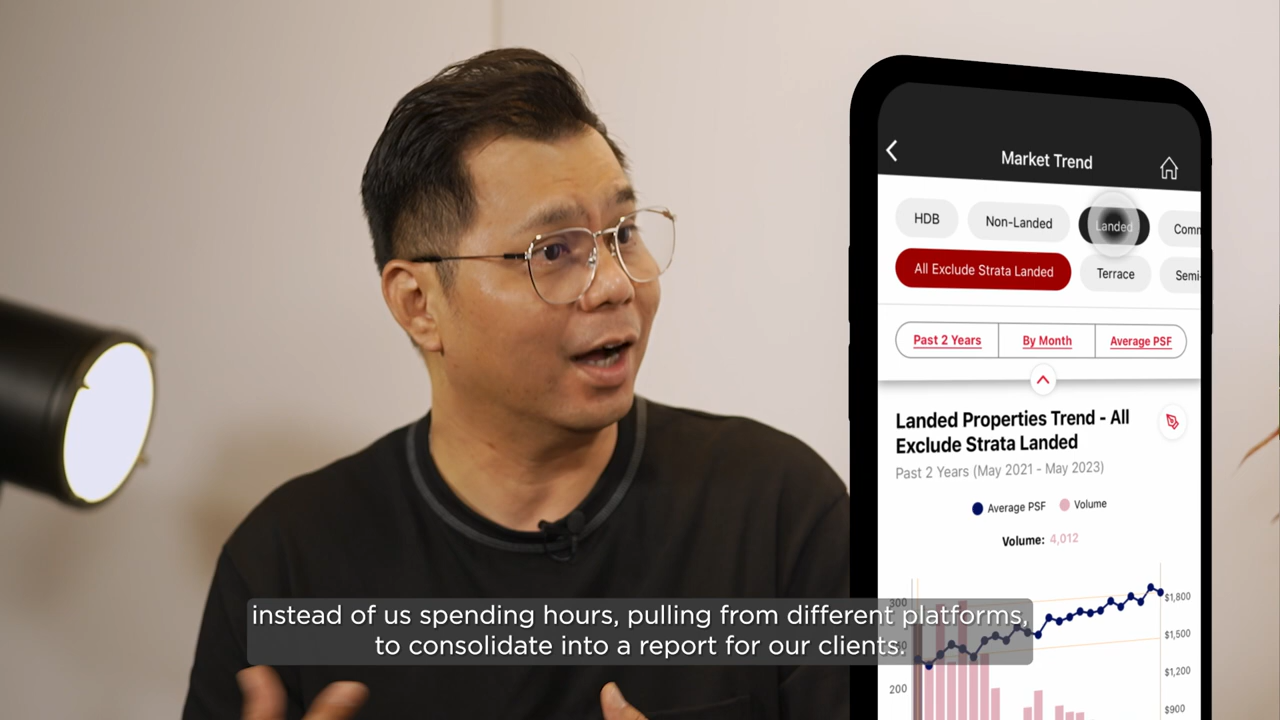 Market Trend
HDB
Non-Landed
Landed
All Exclude Strata Landed
Terrace
Past 2 Years
By Month
Average PSF
Landed Properties Trend - All
Exclude Strata Landed
Past 2 Years (May 2021 - May 2023)
Average PSF
Volume
Volume: 4,012
300
200
$1,800
$1,500
$1,200
$900
instead of us spending hours, pulling from different platforms,
to consolidate into a report for our clients.